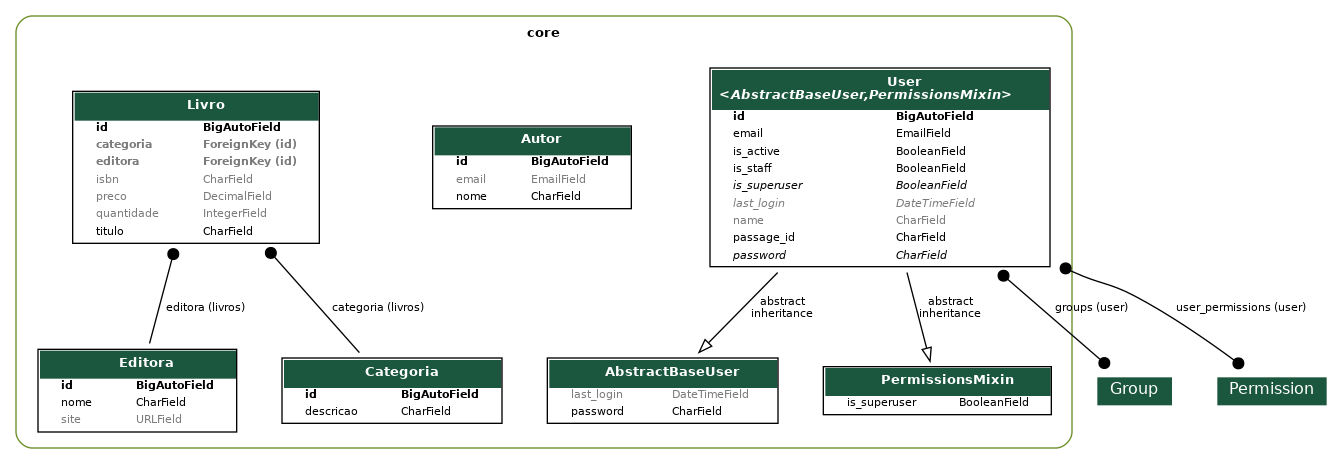 core
Livro
id BigAutoField
categoria ForeignKey (id)
editora ForeignKey (id)
isbn CharField
preco DecimalField
quantidade IntegerField
titulo CharField
Autor
id BigAutoField
email EmailField
nome CharField
User
<AbstractBaseUser,PermissionsMixin>
id BigAutoField
email EmailField
is_active BooleanField
is_staff BooleanField
is_superuser BooleanField
last_login DateTimeField
name CharField
passage_id CharField
password CharField
editora (livros)
categoria (livros)
abstract
inheritance
abstract
inheritance
groups (user)
user_permissions (user)
Editora
id BigAutoField
nome CharField
site URLField
Categoria
id BigAutoField
descricao CharField
AbstractBaseUser
last_login DateTimeField
password CharField
PermissionsMixin
is_superuser BooleanField
Group
Permission